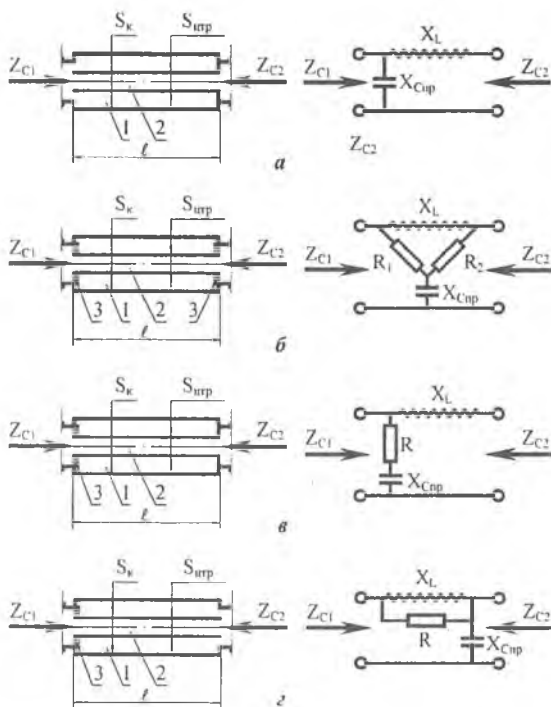 Sк Sштр
ZC1 ZC2
1 2
ℓ
XL
ZC1 XCпр ZC2
ZC2
а
Sк Sштр
ZC1 ZC2
3 1 2 3
ℓ
XL
ZC1 R1 R2 ZC2
XCпр
б
Sк Sштр
ZC1 ZC2
3 1 2
ℓ
XL
ZC1 R ZC2
XCпр
в
Sк Sштр
ZC1 ZC2
3 1 2
ℓ
XL
ZC1 R XCпр ZC2
г